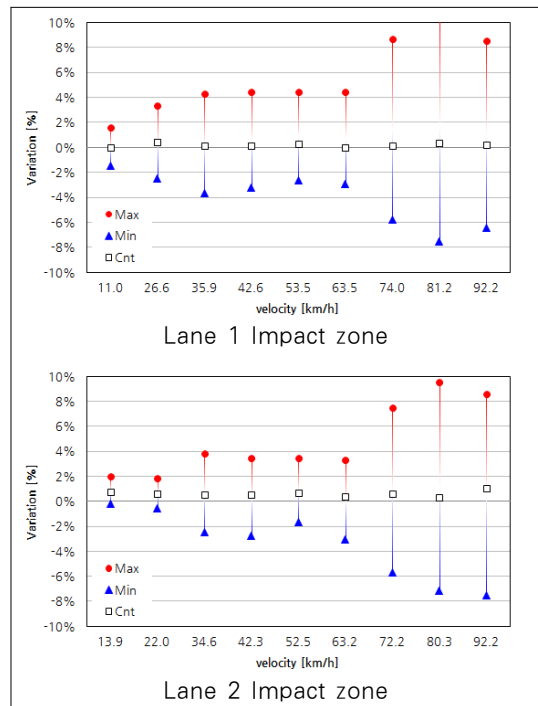 10%
8%
6%
4%
2%
0%
-2%
-4%
-6%
-8%
-10%
Variation [%]
Max
Min
Cnt
11.0 26.6 35.9 42.6 53.5 63.5 74.0 81.2 92.2
velocity [km/h]
Lane 1 Impact zone
10%
8%
6%
4%
2%
0%
-2%
-4%
-6%
-8%
-10%
Variation [%]
Max
Min
Cnt
13.9 22.0 34.6 42.3 52.5 63.2 72.2 80.3 92.2
velocity [km/h]
Lane 2 Impact zone